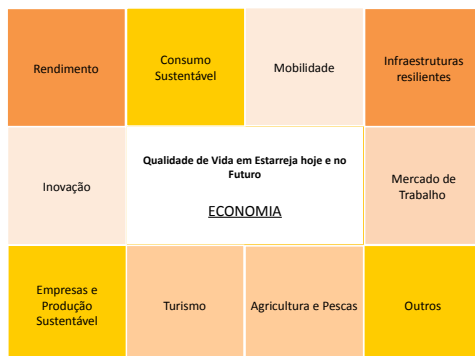 Rendimento
Consumo
Sustentável
Mobilidade
Infraestruturas
resilientes
Inovação
Qualidade de Vida em Estarreja hoje e no
Futuro
ECONOMIA
Mercado de
Trabalho
Empresas e
Produção
Sustentável
Turismo
Agricultura e Pescas
Outros